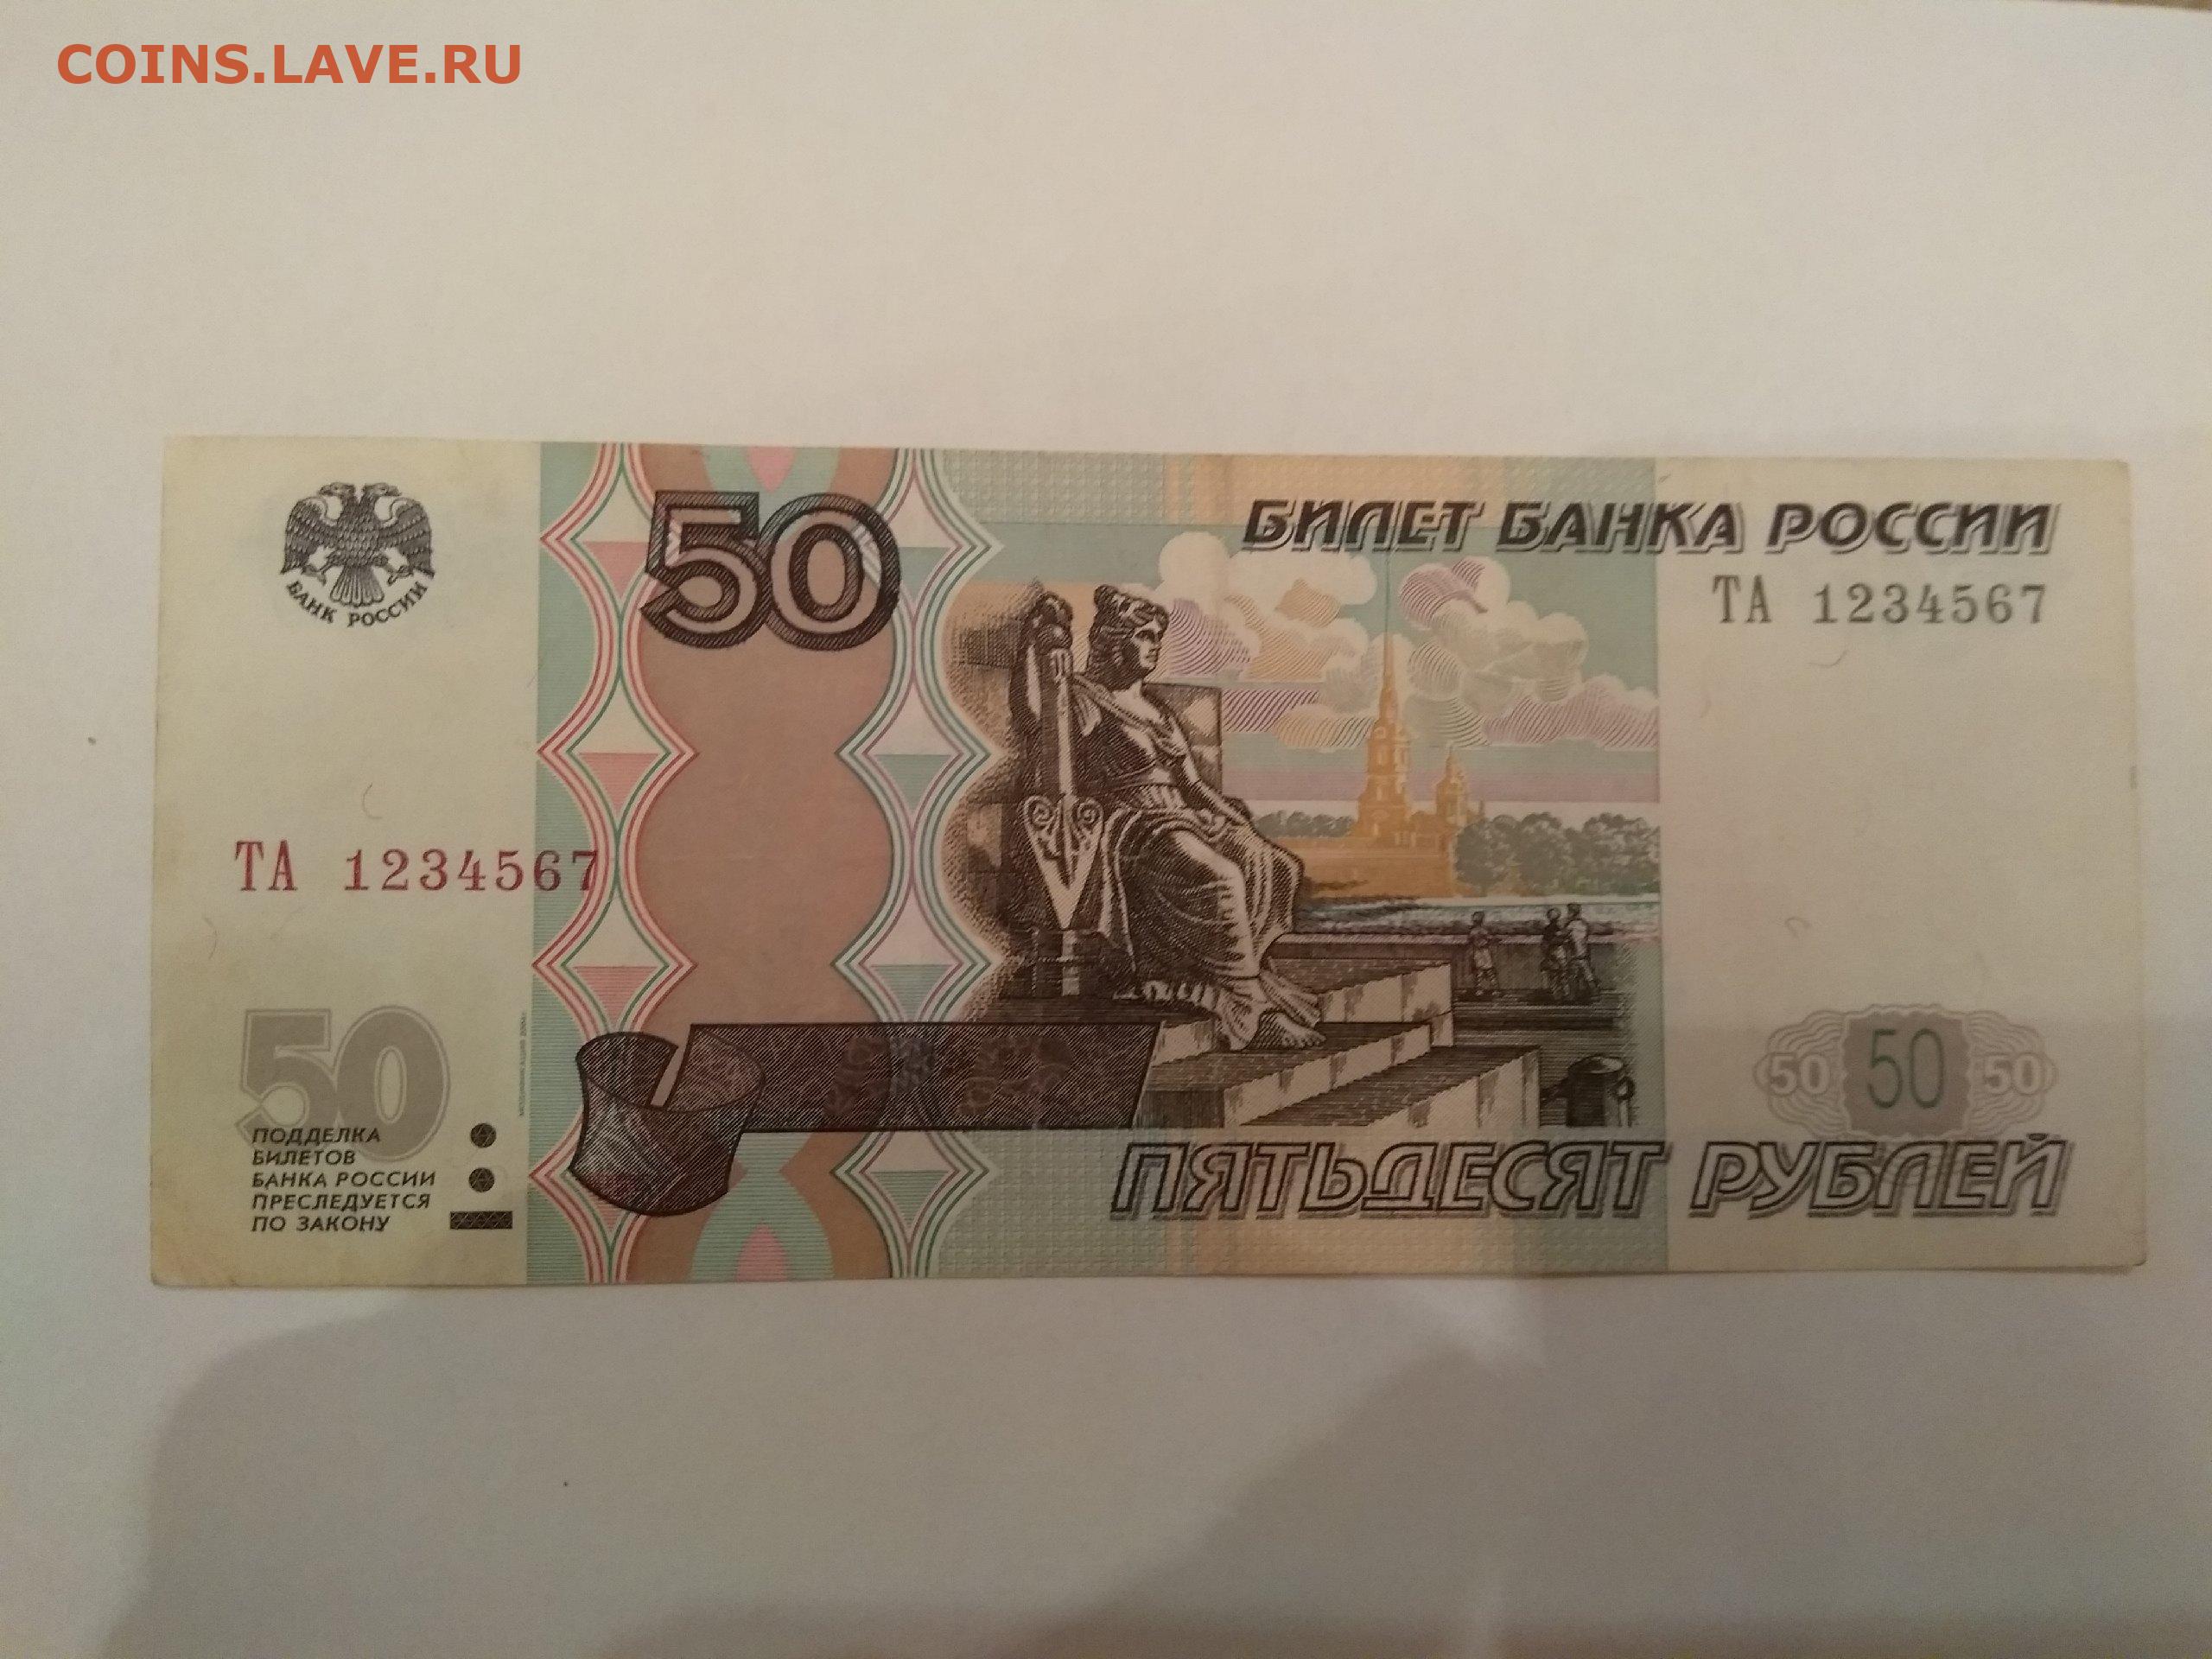 COINS.LAVE.RU
БАНК РОССИИ
50
БИЛЕТ БАНКА РОССИИ
ТА 1234567
ТА 1234567
50
ПОДДЕЛКА
БИЛЕТОВ
БАНКА РОССИИ
ПРЕСЛЕДУЕТСЯ
ПО ЗАКОНУ
50 50 50
ПЯТЬДЕСЯТ РУБЛЕЙ